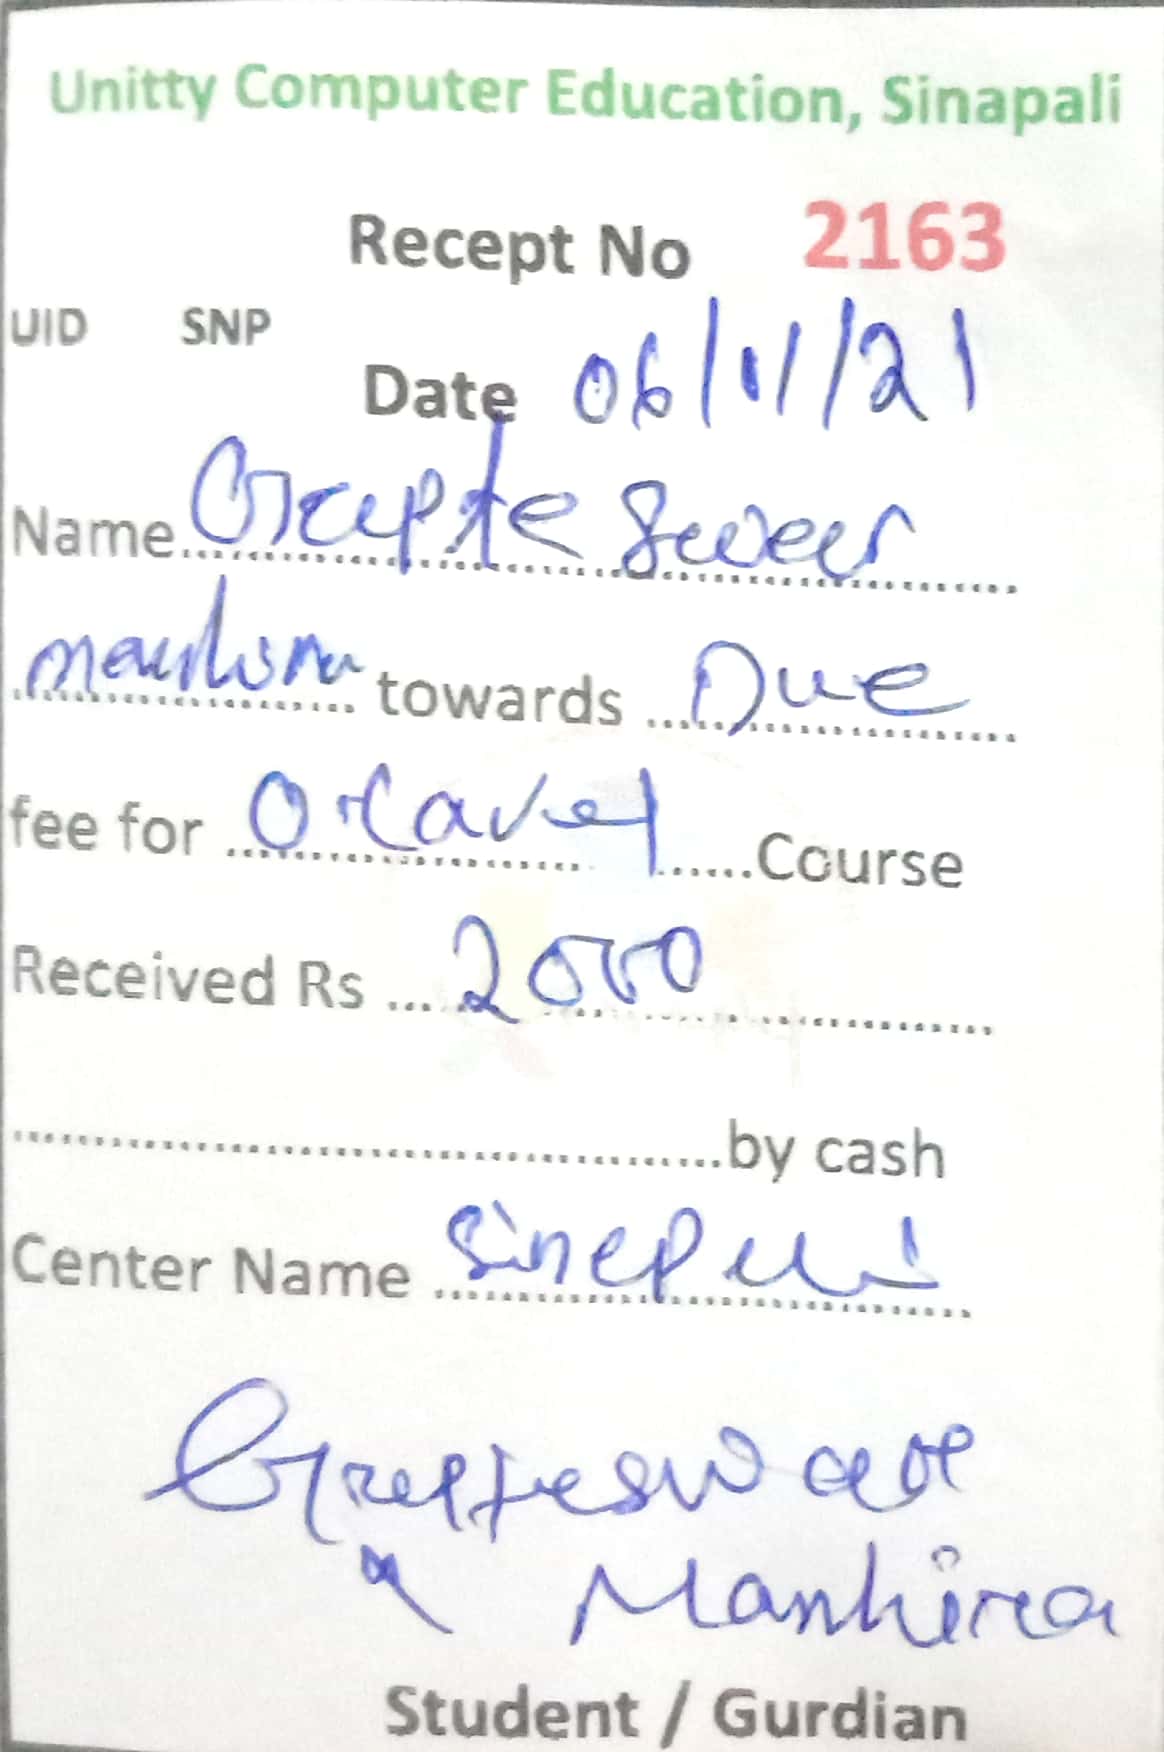 Unitty Computer Education, Sinapali
Recept No 2163
UID SNP
Date 06/11/21
Name
towards Due
fee for Course
Received Rs 2000
by cash
Center Name
Manhira
Student / Gurdian